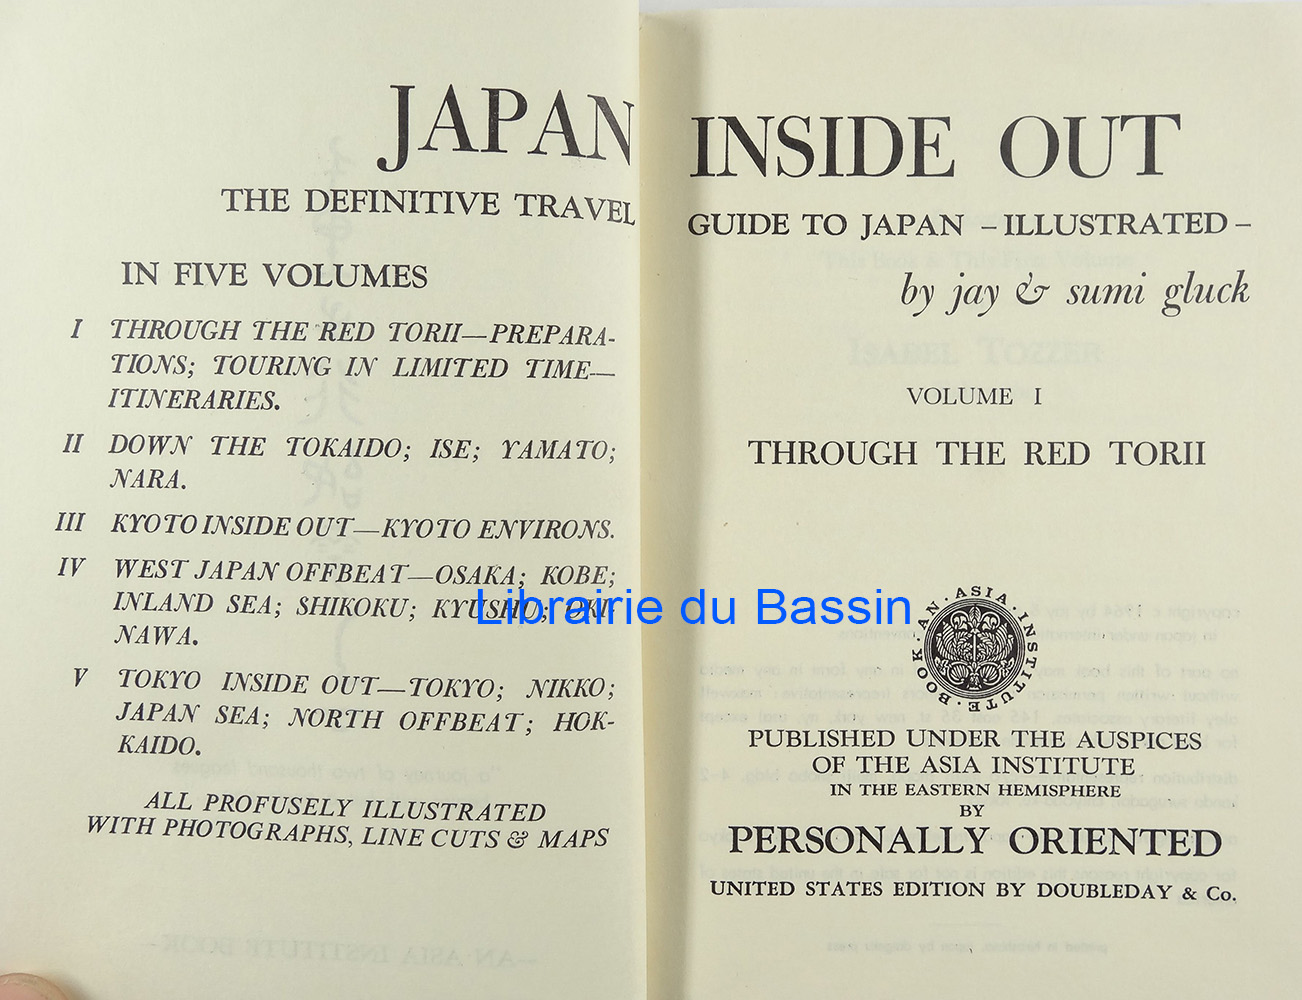 JAPAN INSIDE OUT
THE DEFINITIVE TRAVEL GUIDE TO JAPAN – ILLUSTRATED –
IN FIVE VOLUMES
I THROUGH THE RED TORII—PREPARA-
TIONS; TOURING IN LIMITED TIME—
ITINERARIES.
II DOWN THE TOKAIDO; ISE; YAMATO;
NARA.
III KYOTO INSIDE OUT—KYOTO ENVIRONS.
IV WEST JAPAN OFFBEAT—OSAKA; KOBE;
INLAND SEA; SHIKOKU; KYUSHU; OKI-
NAWA.
V TOKYO INSIDE OUT—TOKYO; NIKKO;
JAPAN SEA; NORTH OFFBEAT; HOK-
KAIDO.
ALL PROFUSELY ILLUSTRATED
WITH PHOTOGRAPHS, LINE CUTS & MAPS
by jay & sumi gluck
VOLUME I
THROUGH THE RED TORII
Librairie du Bassin
AN · ASIA · INSTITUTE · BOOK ·
PUBLISHED UNDER THE AUSPICES
OF THE ASIA INSTITUTE
IN THE EASTERN HEMISPHERE
BY
PERSONALLY ORIENTED
UNITED STATES EDITION BY DOUBLEDAY & Co.